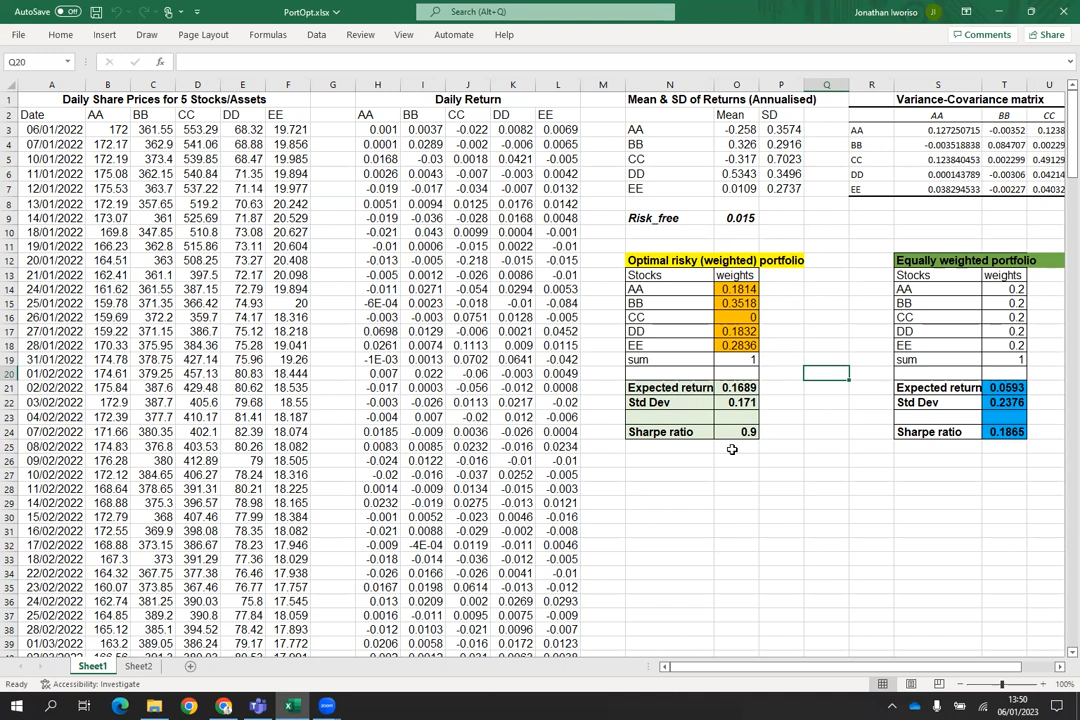 AutoSave Off PortOpt.xlsx Search (Alt+Q) Jonathan Iworiso JI
File Home Insert Draw Page Layout Formulas Data Review View Automate Help Comments Share
Q20 fx
A B C D E F G H I J K L M N O P Q R S T U
1 Daily Share Prices for 5 Stocks/Assets Daily Return Mean & SD of Returns (Annualised) Variance-Covariance matrix
2 Date AA BB CC DD EE AA BB CC DD EE Mean SD AA BB CC
3 06/01/2022 172 361.55 553.29 68.32 19.721 0.001 0.0037 -0.022 0.0082 0.0069 AA -0.258 0.3574 AA 0.127250715 -0.00352 0.1238
4 07/01/2022 172.17 362.9 541.06 68.88 19.856 0.0001 0.0289 -0.002 -0.006 0.0065 BB 0.326 0.2916 BB -0.003518838 0.084707 0.00229
5 10/01/2022 172.19 373.4 539.85 68.47 19.985 0.0168 -0.03 0.0018 0.0421 -0.005 CC -0.317 0.7023 CC 0.123840453 0.002299 0.49129
6 11/01/2022 175.08 362.15 540.84 71.35 19.894 0.0026 0.0043 -0.007 -0.003 0.0042 DD 0.5343 0.3496 DD 0.000143789 -0.00306 0.04214
7 12/01/2022 175.53 363.7 537.22 71.14 19.977 -0.019 -0.017 -0.034 -0.007 0.0132 EE 0.0109 0.2737 EE 0.038294533 -0.00227 0.04032
8 13/01/2022 172.19 357.65 519.2 70.63 20.242 0.0051 0.0094 0.0125 0.0176 0.0142
9 14/01/2022 173.07 361 525.69 71.87 20.529 -0.019 -0.036 -0.028 0.0168 0.0048 Risk_free 0.015
10 18/01/2022 169.8 347.85 510.8 73.08 20.627 -0.021 0.043 0.0099 0.0004 -0.001
11 19/01/2022 166.23 362.8 515.86 73.11 20.604 -0.01 0.0006 -0.015 0.0022 -0.01
12 20/01/2022 164.51 363 508.25 73.27 20.408 -0.013 -0.005 -0.218 -0.015 -0.015 Optimal risky (weighted) portfolio Equally weighted portfolio
13 21/01/2022 162.41 361.1 397.5 72.17 20.098 -0.005 0.0012 -0.026 0.0086 -0.01 Stocks weights Stocks weights
14 24/01/2022 161.62 361.55 387.15 72.79 19.894 -0.011 0.0271 -0.054 0.0294 0.0053 AA 0.1814 AA 0.2
15 25/01/2022 159.78 371.35 366.42 74.93 20 -6E-04 0.0023 -0.018 -0.01 -0.084 BB 0.3518 BB 0.2
16 26/01/2022 159.69 372.2 359.7 74.17 18.316 -0.003 -0.003 0.0751 0.0128 -0.005 CC 0 CC 0.2
17 27/01/2022 159.22 371.15 386.7 75.12 18.218 0.0698 0.0129 -0.006 0.0021 0.0452 DD 0.1832 DD 0.2
18 28/01/2022 170.33 375.95 384.36 75.28 19.041 0.0261 0.0074 0.1113 0.009 0.0115 EE 0.2836 EE 0.2
19 31/01/2022 174.78 378.75 427.14 75.96 19.26 -1E-03 0.0013 0.0702 0.0641 -0.042 sum 1 sum 1
20 01/02/2022 174.61 379.25 457.13 80.83 18.444 0.007 0.022 -0.06 -0.003 0.0049
21 02/02/2022 175.84 387.6 429.48 80.62 18.535 -0.017 0.0003 -0.056 -0.012 0.0008 Expected return 0.1689 Expected return 0.0593
22 03/02/2022 172.9 387.7 405.6 79.68 18.55 -0.003 -0.026 0.0113 0.0217 -0.02 Std Dev 0.171 Std Dev 0.2376
23 04/02/2022 172.39 377.7 410.17 81.41 18.187 -0.004 0.007 -0.02 0.012 -0.006
24 07/02/2022 171.66 380.35 402.1 82.39 18.074 0.0185 -0.009 0.0036 -0.026 0.0004 Sharpe ratio 0.9 Sharpe ratio 0.1865
25 08/02/2022 174.83 376.8 403.53 80.26 18.082 0.0083 0.0085 0.0232 -0.016 0.0234
26 09/02/2022 176.28 380 412.89 79 18.505 -0.024 0.0122 -0.016 -0.01 -0.01
27 10/02/2022 172.12 384.65 406.27 78.24 18.316 -0.02 -0.016 -0.037 0.0252 -0.005
28 11/02/2022 168.64 378.65 391.31 80.21 18.225 0.0014 -0.009 0.0134 -0.015 -0.003
29 14/02/2022 168.88 375.3 396.57 78.98 18.165 0.0232 -0.019 0.0275 -0.013 0.0121
30 15/02/2022 172.79 368 407.46 77.99 18.384 -0.001 0.0052 -0.023 0.0046 -0.016
31 16/02/2022 172.55 369.9 398.08 78.35 18.082 -0.021 0.0088 -0.029 -0.002 -0.008
32 17/02/2022 168.88 373.15 386.67 78.23 17.946 -0.009 -4E-04 0.0119 -0.011 0.0046
33 18/02/2022 167.3 373 391.29 77.36 18.028 -0.018 -0.014 -0.036 -0.012 -0.005
34 22/02/2022 164.32 367.75 377.38 76.46 17.938 -0.026 0.0166 -0.026 0.0041 -0.01
35 23/02/2022 160.07 373.85 367.46 76.77 17.757 0.0167 0.0198 0.0614 -0.013 -0.012
36 24/02/2022 162.74 381.25 390.03 75.8 17.545 0.013 0.0209 0.002 0.0269 0.0293
37 25/02/2022 164.85 389.2 390.8 77.84 18.059 0.0016 -0.011 0.0095 0.0075 -0.009
38 28/02/2022 165.12 385.1 394.52 78.42 17.893 -0.012 0.0103 -0.021 0.0096 -0.007
39 01/03/2022 163.2 389.05 386.24 79.17 17.772 0.0206 0.0058 -0.016 0.0172 0.0123
Sheet1 Sheet2
Ready Accessibility: Investigate 100%
13:50
06/01/2023